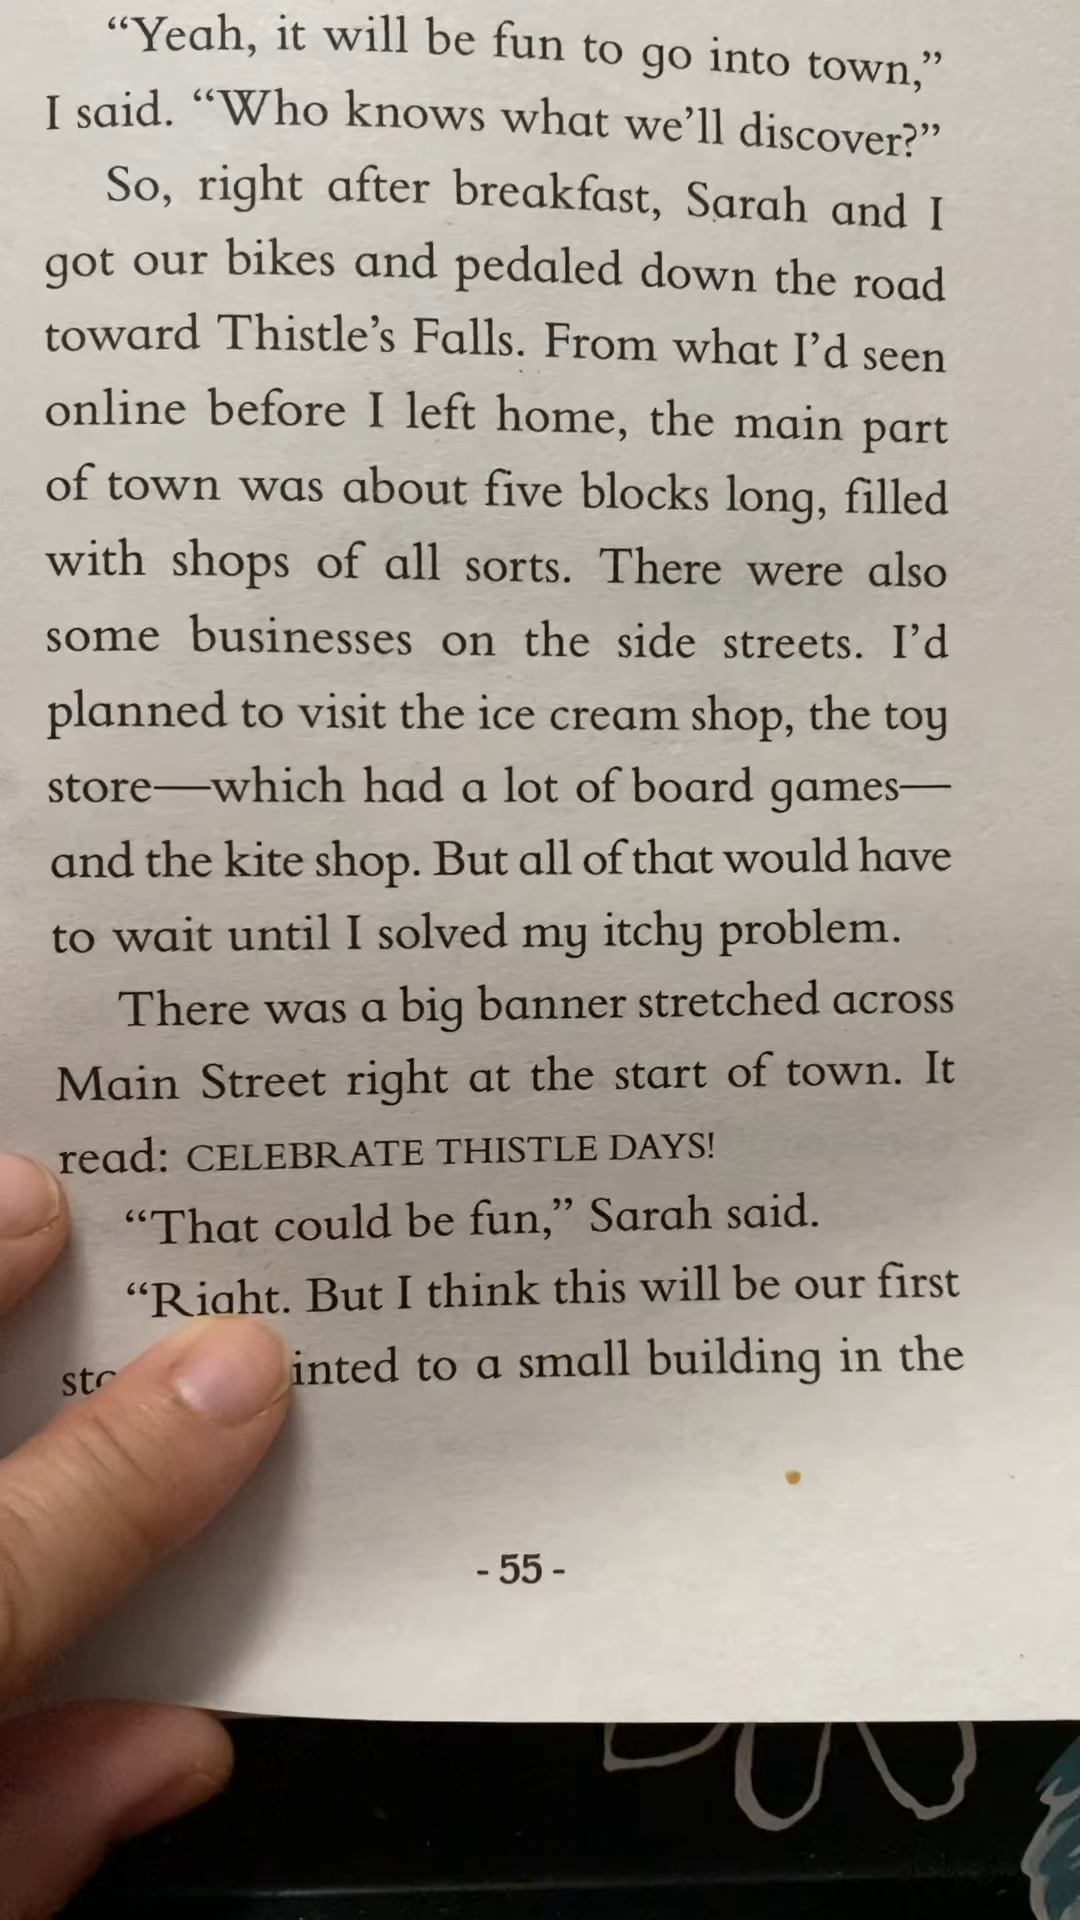 “Yeah, it will be fun to go into town,”
I said. “Who knows what we’ll discover?”
So, right after breakfast, Sarah and I
got our bikes and pedaled down the road
toward Thistle’s Falls. From what I’d seen
online before I left home, the main part
of town was about five blocks long, filled
with shops of all sorts. There were also
some businesses on the side streets. I’d
planned to visit the ice cream shop, the toy
store—which had a lot of board games—
and the kite shop. But all of that would have
to wait until I solved my itchy problem.
There was a big banner stretched across
Main Street right at the start of town. It
read: CELEBRATE THISTLE DAYS!
“That could be fun,” Sarah said.
“Right. But I think this will be our first
to a small building in the
- 55 -